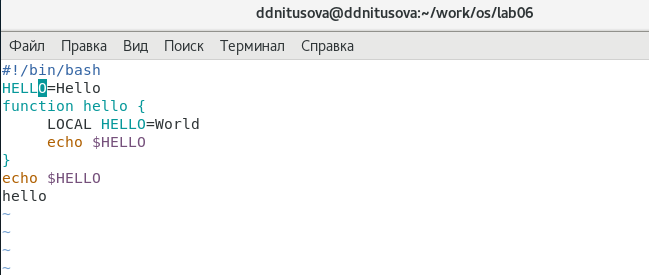 ddnitusova@ddnitusova:~/work/os/lab06
Файл Правка Вид Поиск Терминал Справка
#!/bin/bash
HELLO=Hello
function hello {
     LOCAL HELLO=World
     echo $HELLO
}
echo $HELLO
hello
~
~
~
~